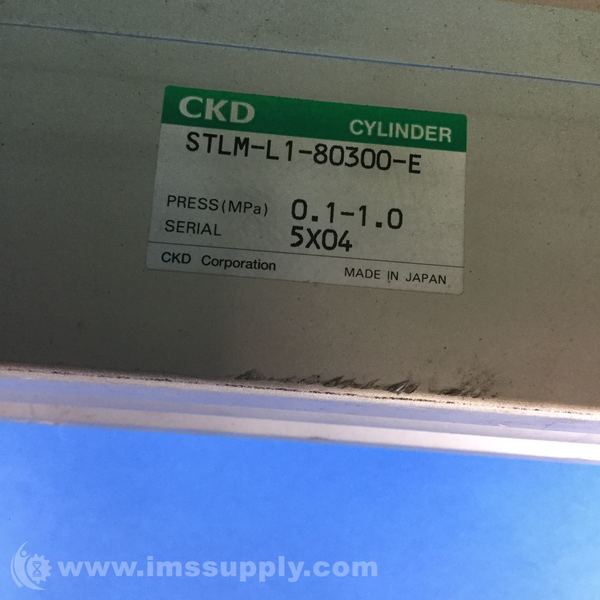 CKD
CYLINDER
STLM-L1-80300-E
PRESS(MPa) 0.1-1.0
SERIAL 5X04
CKD Corporation MADE IN JAPAN
www.imssupply.com